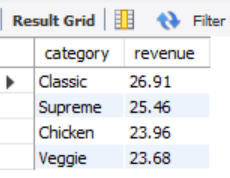 Result Grid Filter
category revenue
Classic 26.91
Supreme 25.46
Chicken 23.96
Veggie 23.68